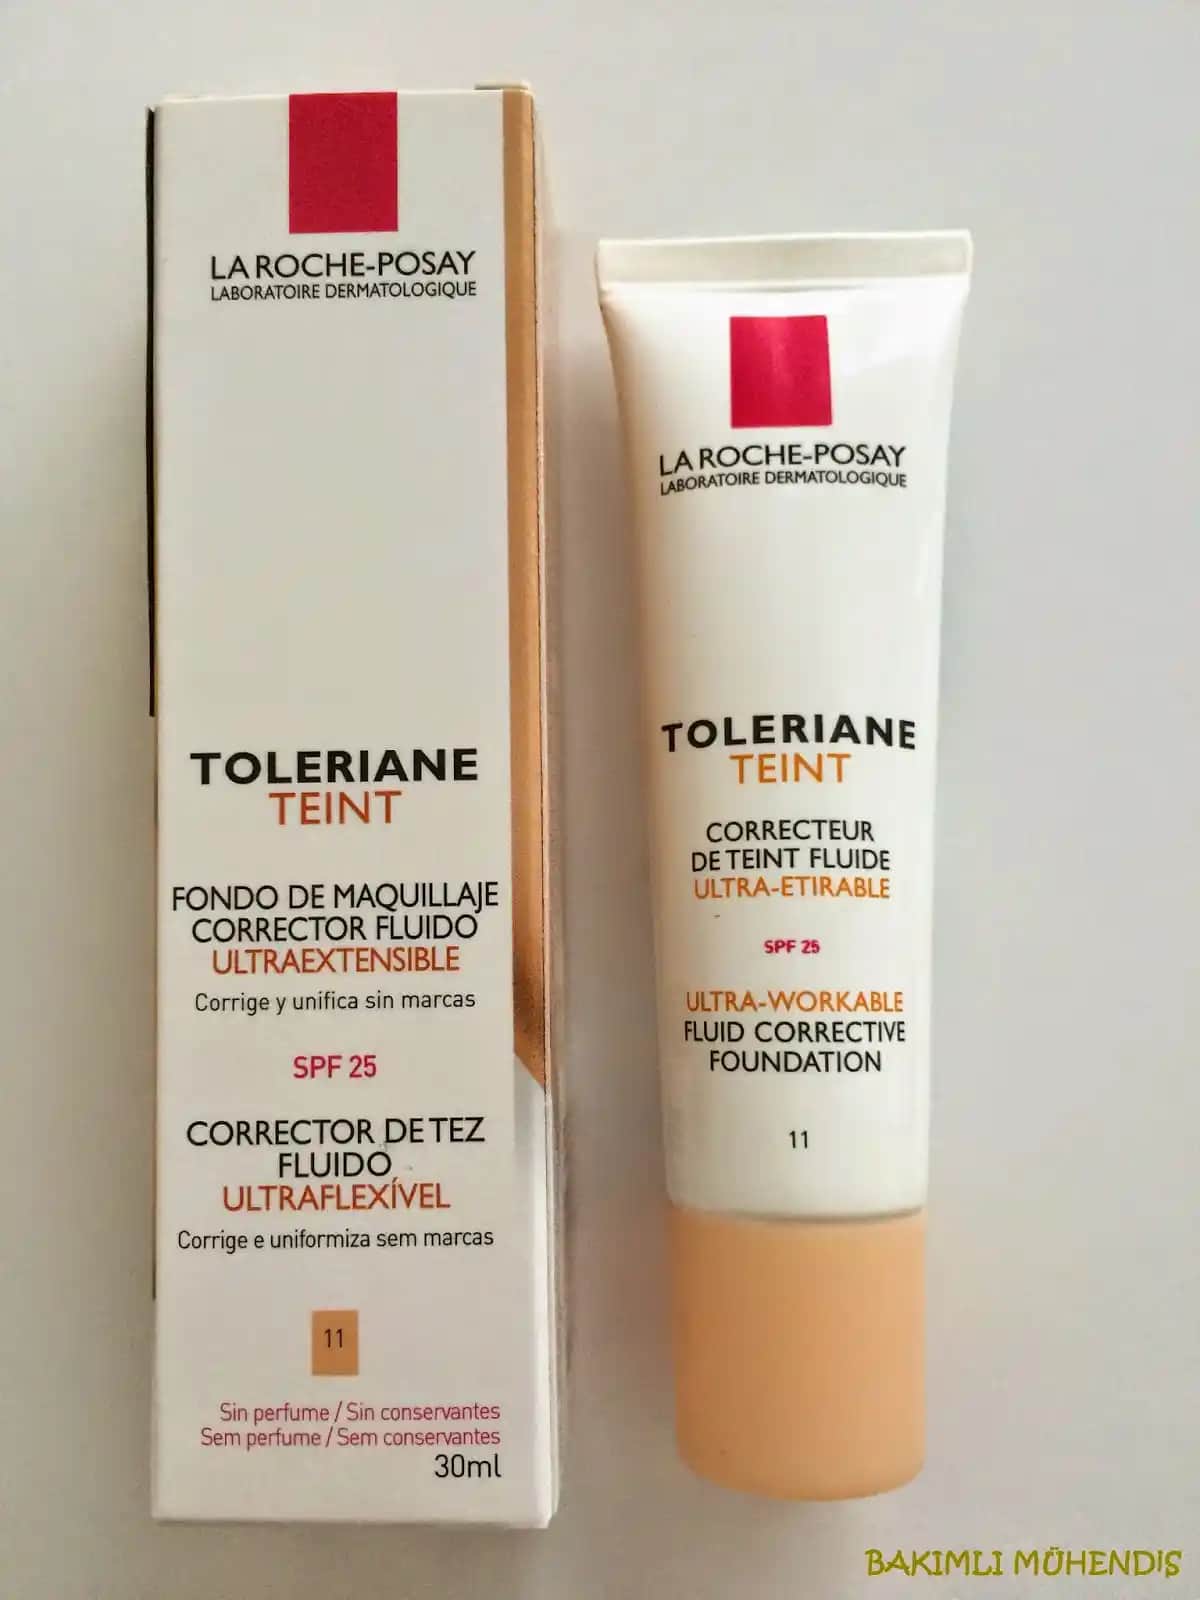 LA ROCHE-POSAY
LABORATOIRE DERMATOLOGIQUE
TOLERIANE
TEINT
FONDO DE MAQUILLAJE
CORRECTOR FLUIDO
ULTRAEXTENSIBLE
Corrige y unifica sin marcas
SPF 25
CORRECTOR DE TEZ
FLUIDO
ULTRAFLEXÍVEL
Corrige e uniformiza sem marcas
11
Sin perfume / Sin conservantes
Sem perfume / Sem conservantes
30ml
LA ROCHE-POSAY
LABORATOIRE DERMATOLOGIQUE
TOLERIANE
TEINT
CORRECTEUR
DE TEINT FLUIDE
ULTRA-ETIRABLE
SPF 25
ULTRA-WORKABLE
FLUID CORRECTIVE
FOUNDATION
11
BAKIMLI MÜHENDİS